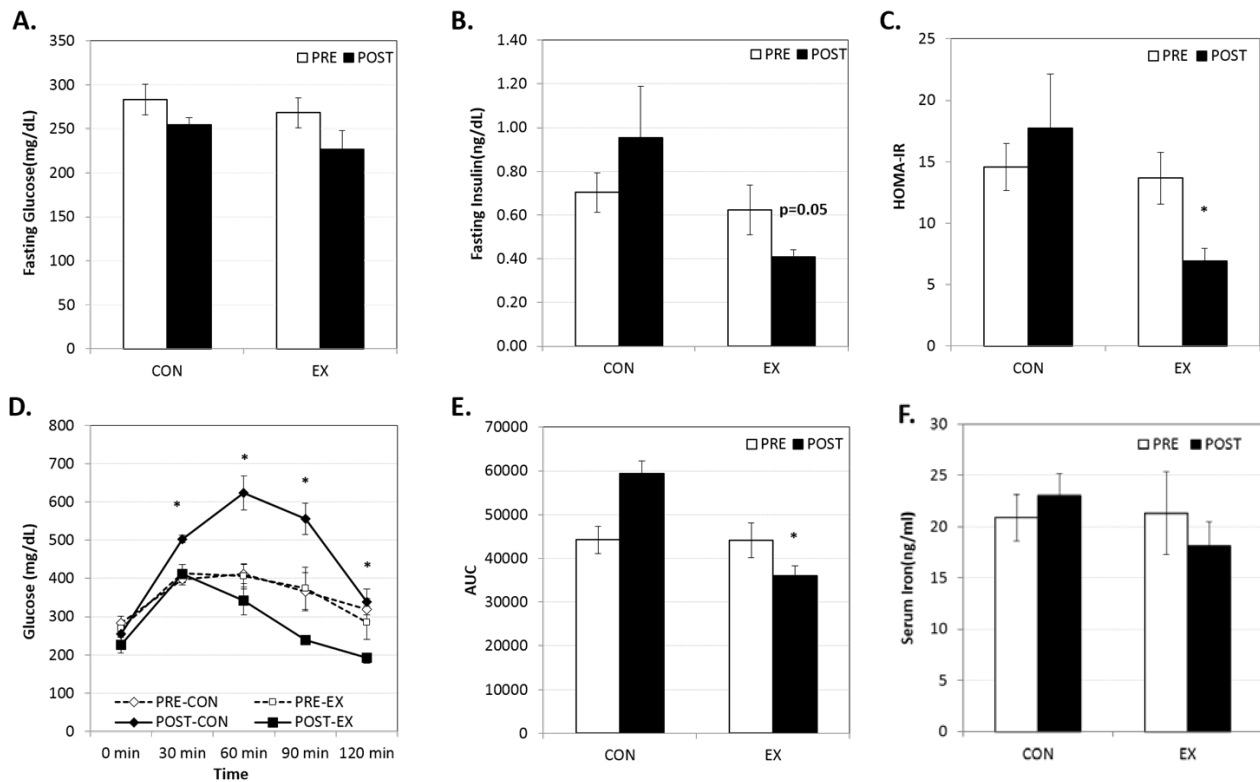 A.
350
300
250
200
150
100
50
0
Fasting Glucose(mg/dL)
PRE POST
CON EX
B.
1.40
1.20
1.00
0.80
0.60
0.40
0.20
0.00
Fasting Insulin(ng/dL)
PRE POST
p=0.05
CON EX
C.
25
20
15
10
5
0
HOMA-IR
PRE POST
*
CON EX
D.
800
700
600
500
400
300
200
100
0
Glucose (mg/dL)
* * * *
PRE-CON PRE-EX
POST-CON POST-EX
0 min 30 min 60 min 90 min 120 min
Time
E.
70000
60000
50000
40000
30000
20000
10000
0
AUC
PRE POST
*
CON EX
F.
30
25
20
15
10
5
0
Serum Iron(ng/ml)
PRE POST
CON EX